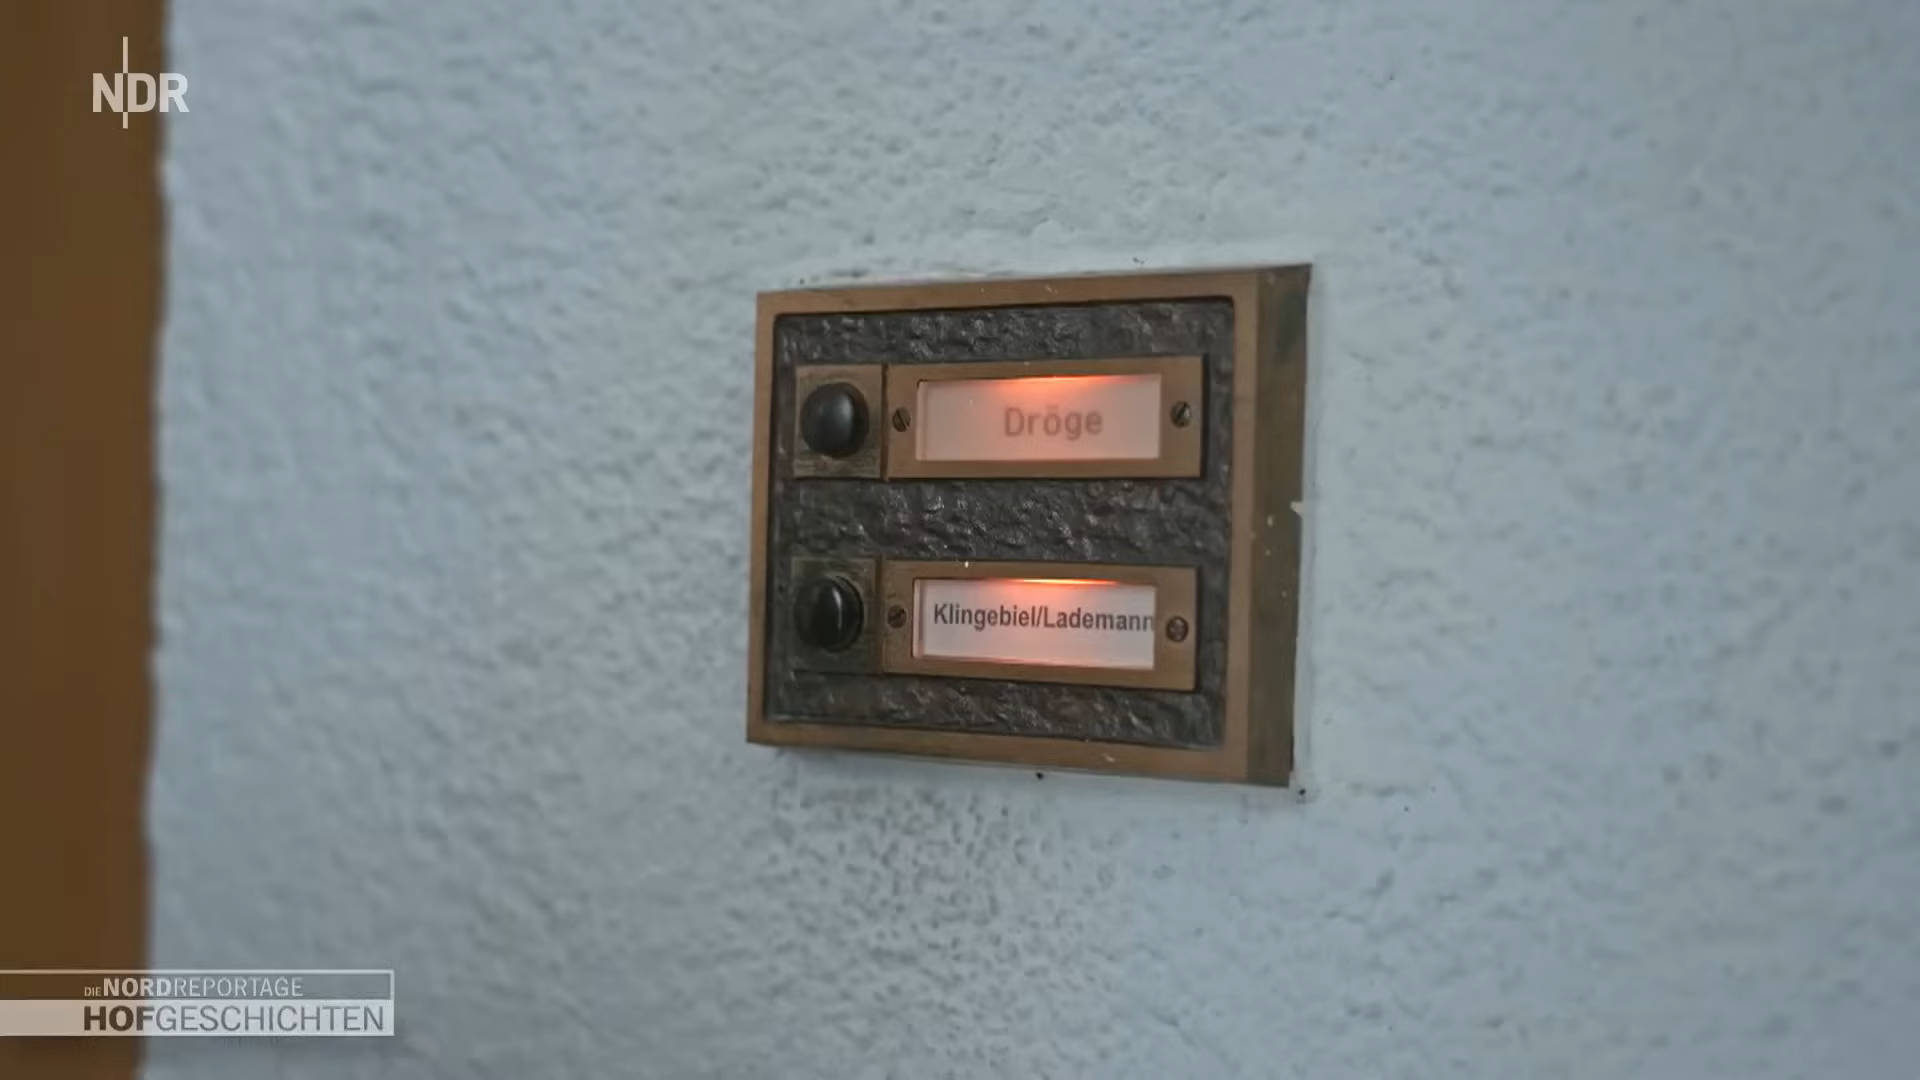 NDR
Dröge
Klingebiel/Lademann
DIE NORDREPORTAGE
HOFGESCHICHTEN